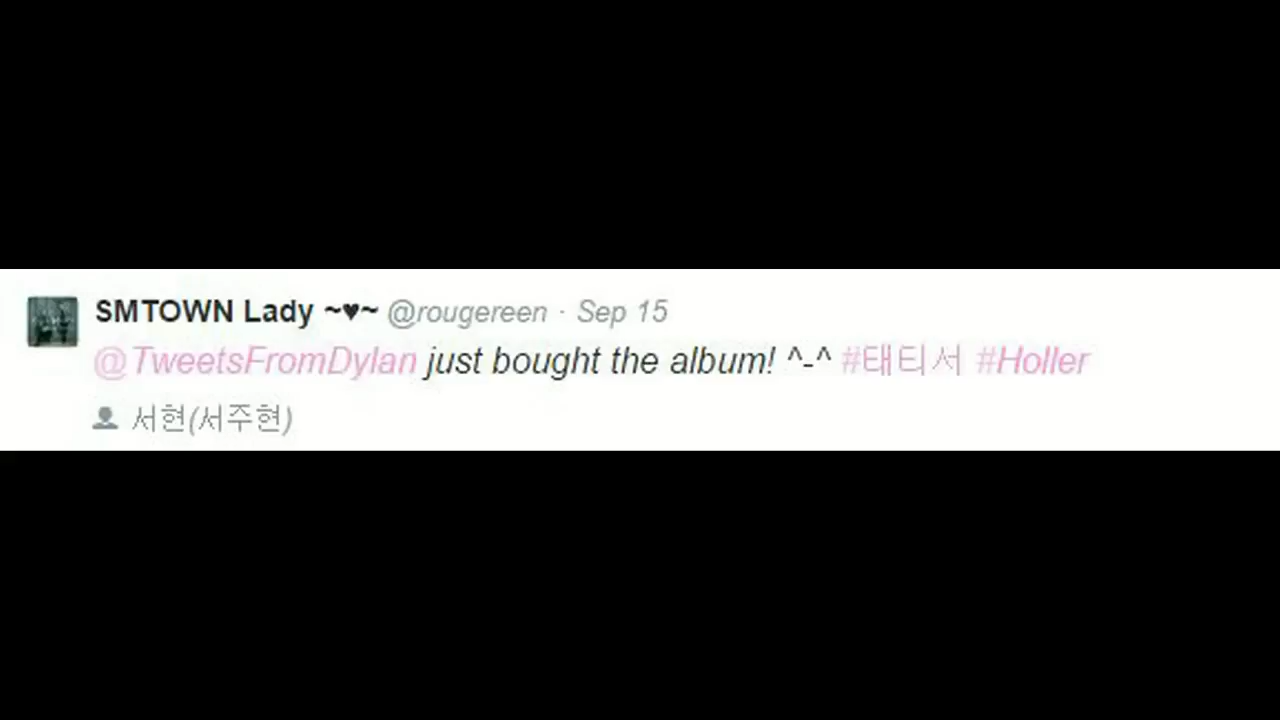 SMTOWN Lady ~♥~ @rougereen · Sep 15
@TweetsFromDylan just bought the album! ^-^ #태티서 #Holler
서현(서주현)